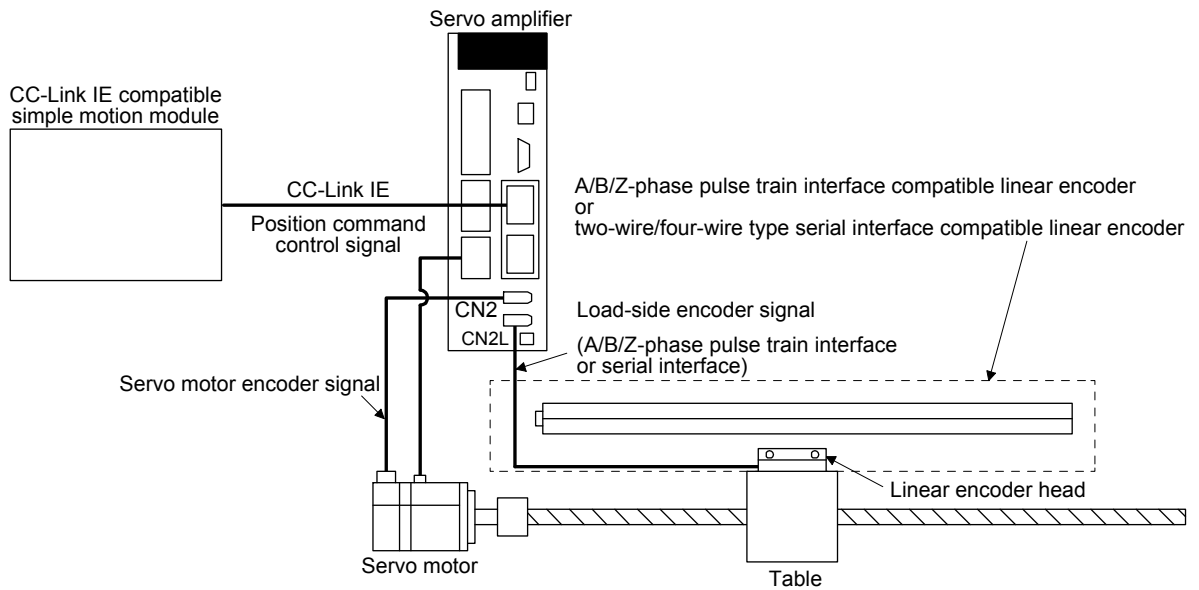 Servo amplifier
CC-Link IE compatible
simple motion module
CC-Link IE
Position command
control signal
A/B/Z-phase pulse train interface compatible linear encoder
or
two-wire/four-wire type serial interface compatible linear encoder
CN2
CN2L
Load-side encoder signal
(A/B/Z-phase pulse train interface
or serial interface)
Servo motor encoder signal
Linear encoder head
Servo motor
Table